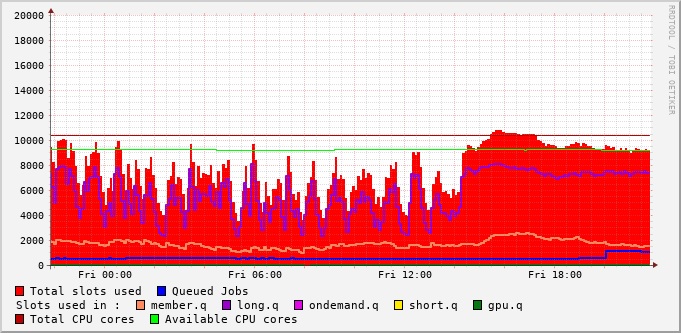 20000
18000
16000
14000
12000
10000
8000
6000
4000
2000
0
Fri 00:00 Fri 06:00 Fri 12:00 Fri 18:00
RRDTOOL / TOBI OETIKER
Total slots used Queued Jobs
Slots used in : member.q long.q ondemand.q short.q gpu.q
Total CPU cores Available CPU cores